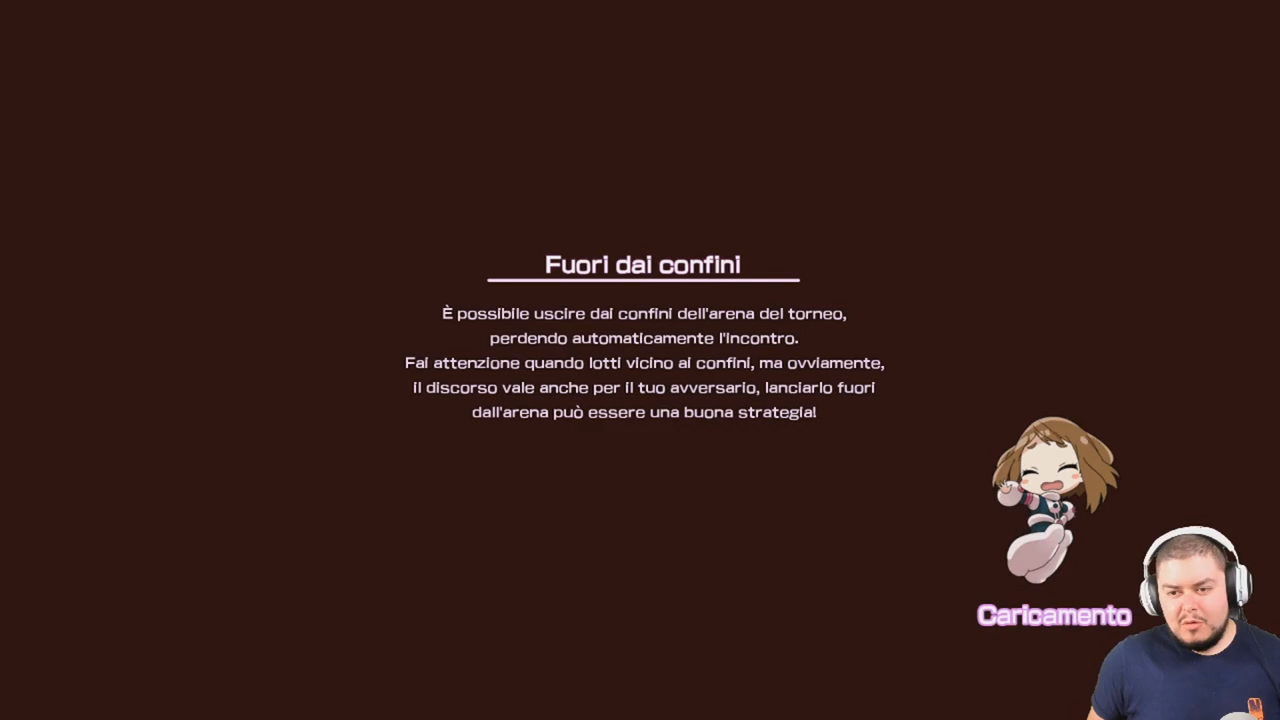 Fuori dai confini
È possibile uscire dai confini dell'arena del torneo,
perdendo automaticamente l'incontro.
Fai attenzione quando lotti vicino ai confini, ma ovviamente,
il discorso vale anche per il tuo avversario, lanciarlo fuori
dall'arena può essere una buona strategia!
Caricamento